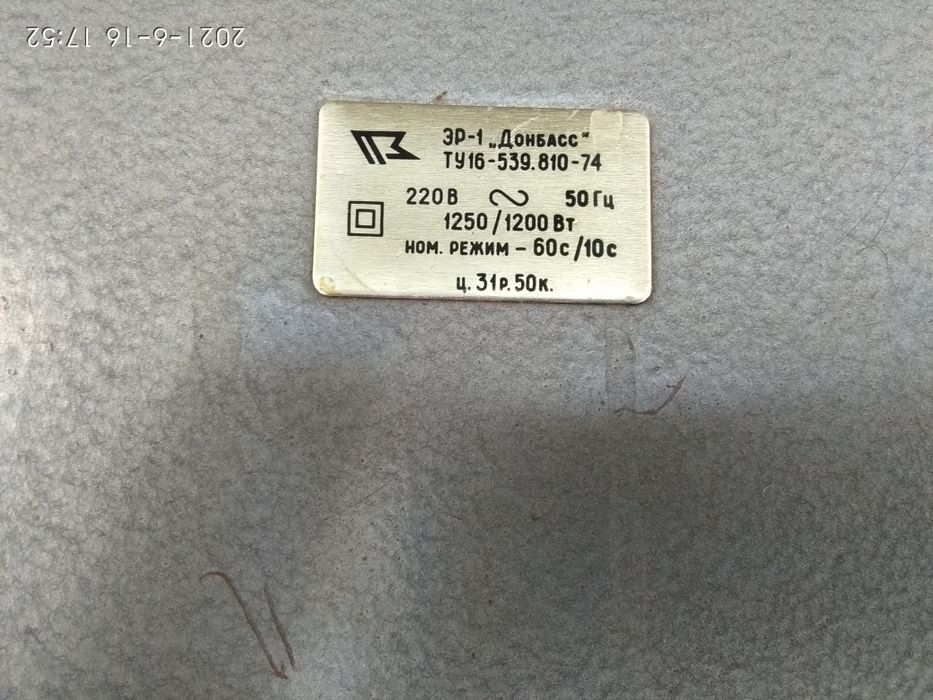 2021-6-16 17:52
ЭР-1 „Донбасс“
ТУ16-539.810-74
220В ~ 50Гц
1250/1200Вт
ном. режим – 60с/10с
ц. 31р. 50к.